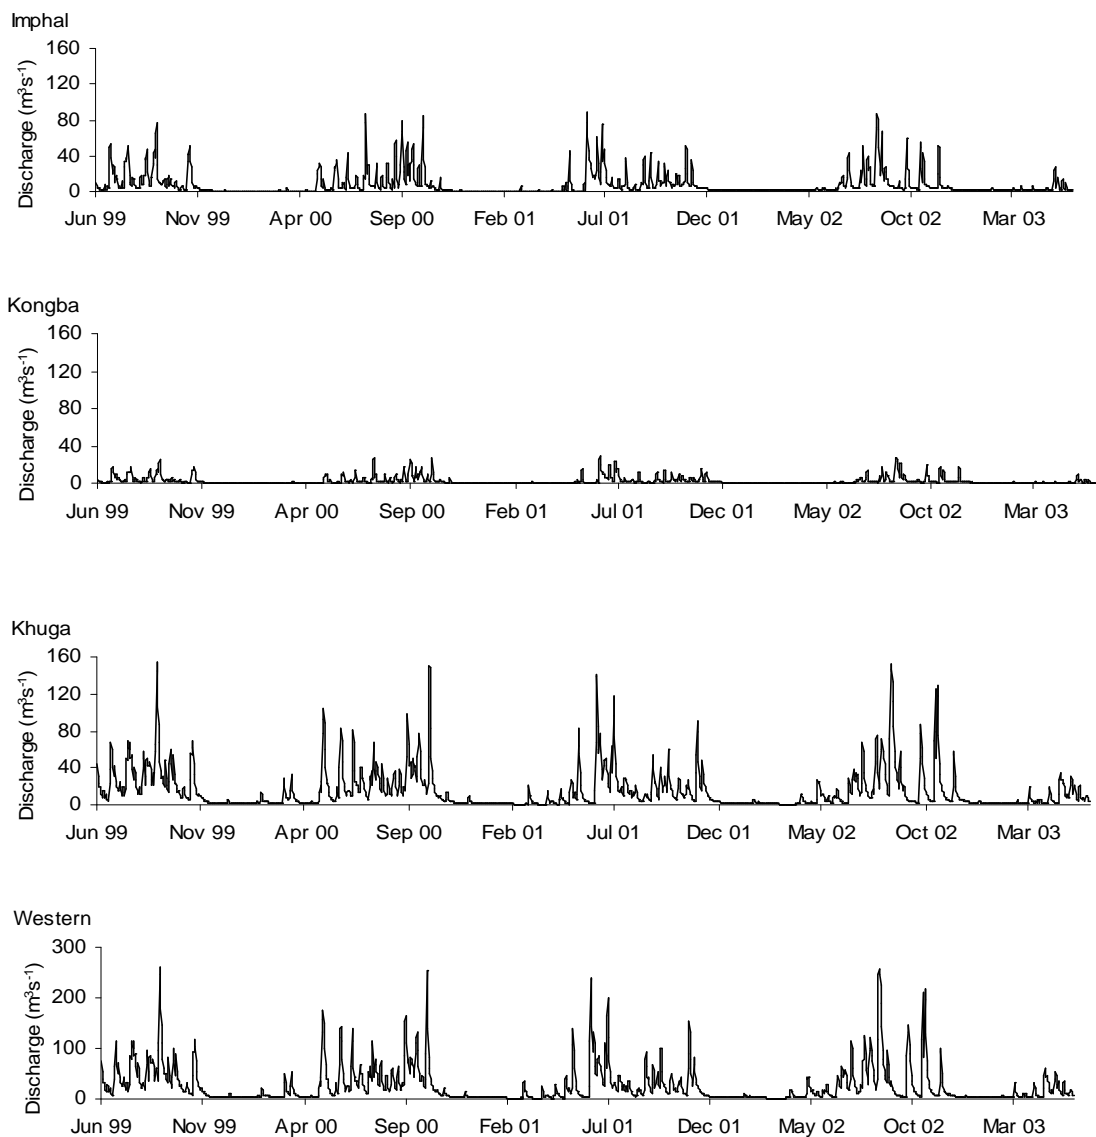 Imphal
160
120
80
40
0
Discharge (m³s⁻¹)
Jun 99 Nov 99 Apr 00 Sep 00 Feb 01 Jul 01 Dec 01 May 02 Oct 02 Mar 03
Kongba
160
120
80
40
0
Discharge (m³s⁻¹)
Jun 99 Nov 99 Apr 00 Sep 00 Feb 01 Jul 01 Dec 01 May 02 Oct 02 Mar 03
Khuga
160
120
80
40
0
Discharge (m³s⁻¹)
Jun 99 Nov 99 Apr 00 Sep 00 Feb 01 Jul 01 Dec 01 May 02 Oct 02 Mar 03
Western
300
200
100
0
Discharge (m³s⁻¹)
Jun 99 Nov 99 Apr 00 Sep 00 Feb 01 Jul 01 Dec 01 May 02 Oct 02 Mar 03